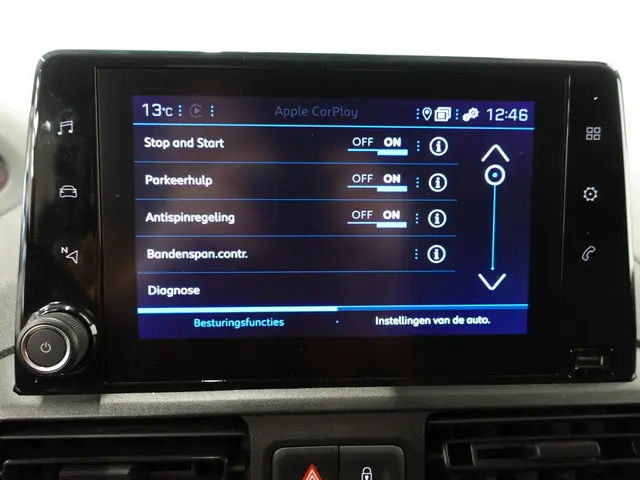 13°C Apple CarPlay 12:46
Stop and Start OFF ON
Parkeerhulp OFF ON
Antispinregeling OFF ON
Bandenspan.contr.
Diagnose
Besturingsfuncties Instellingen van de auto.
N